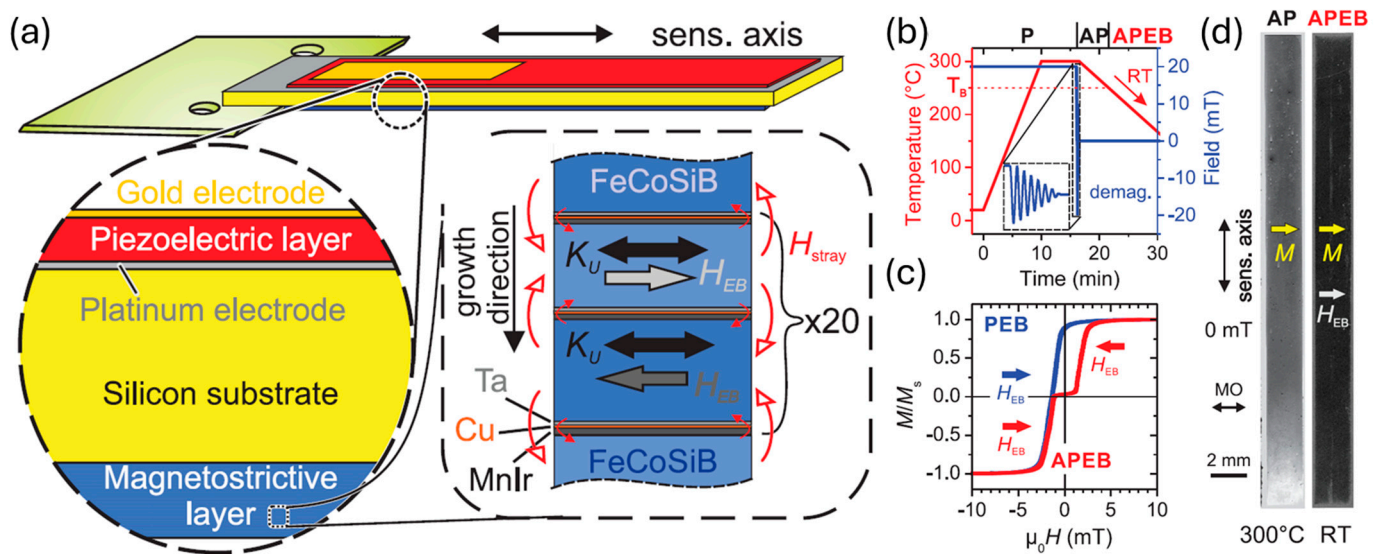 (a)
sens. axis
Gold electrode
Piezoelectric layer
Platinum electrode
Silicon substrate
Magnetostrictive
layer
growth
direction
FeCoSiB
K_U
H_EB
H_stray
x20
K_U
H_EB
Ta
Cu
MnIr
FeCoSiB
(b)
P AP APEB
Temperature (°C)
300
T_B
200
100
0
RT
demag.
20
10
0
-10
-20
Field (mT)
0 10 20 30
Time (min)
(c)
M/M_s
1.0
0.5
0.0
-0.5
-1.0
PEB
H_EB
H_EB
H_EB
APEB
-10 -5 0 5 10
μ₀H (mT)
(d)
AP APEB
sens. axis
M M
H_EB
0 mT
MO
2 mm
300°C RT